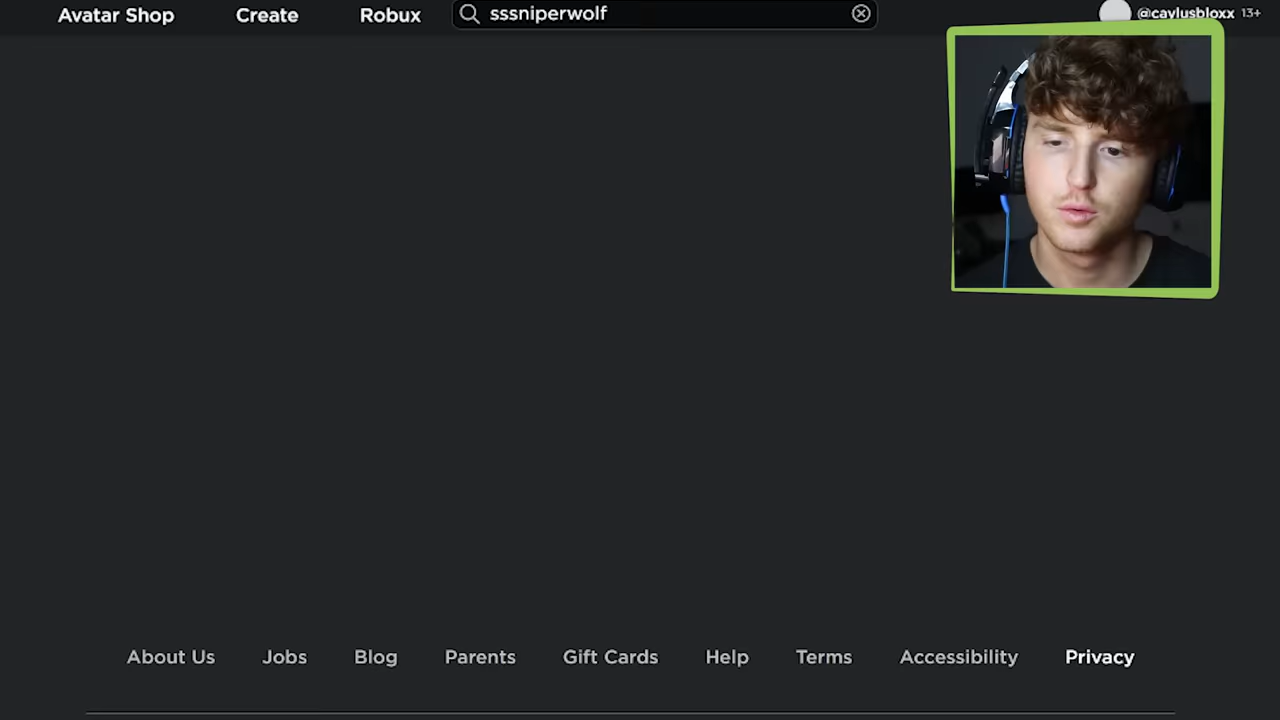 Avatar Shop Create Robux sssniperwolf @caylusbloxx 13+
About Us Jobs Blog Parents Gift Cards Help Terms Accessibility Privacy